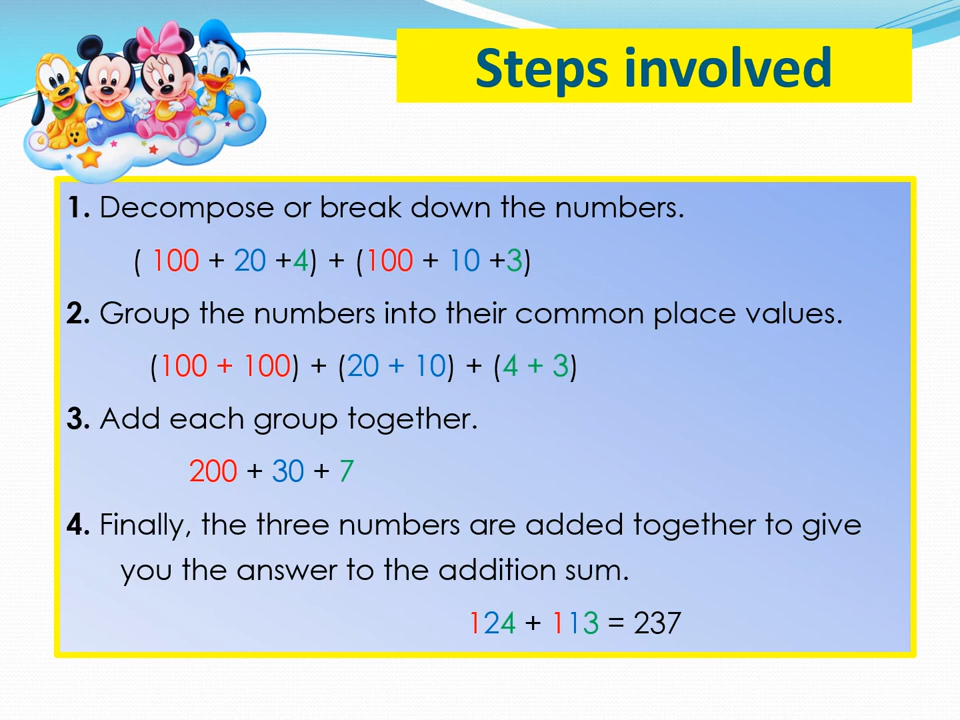 Steps involved
1. Decompose or break down the numbers.
( 100 + 20 +4) + (100 + 10 +3)
2. Group the numbers into their common place values.
(100 + 100) + (20 + 10) + (4 + 3)
3. Add each group together.
200 + 30 + 7
4. Finally, the three numbers are added together to give
you the answer to the addition sum.
124 + 113 = 237